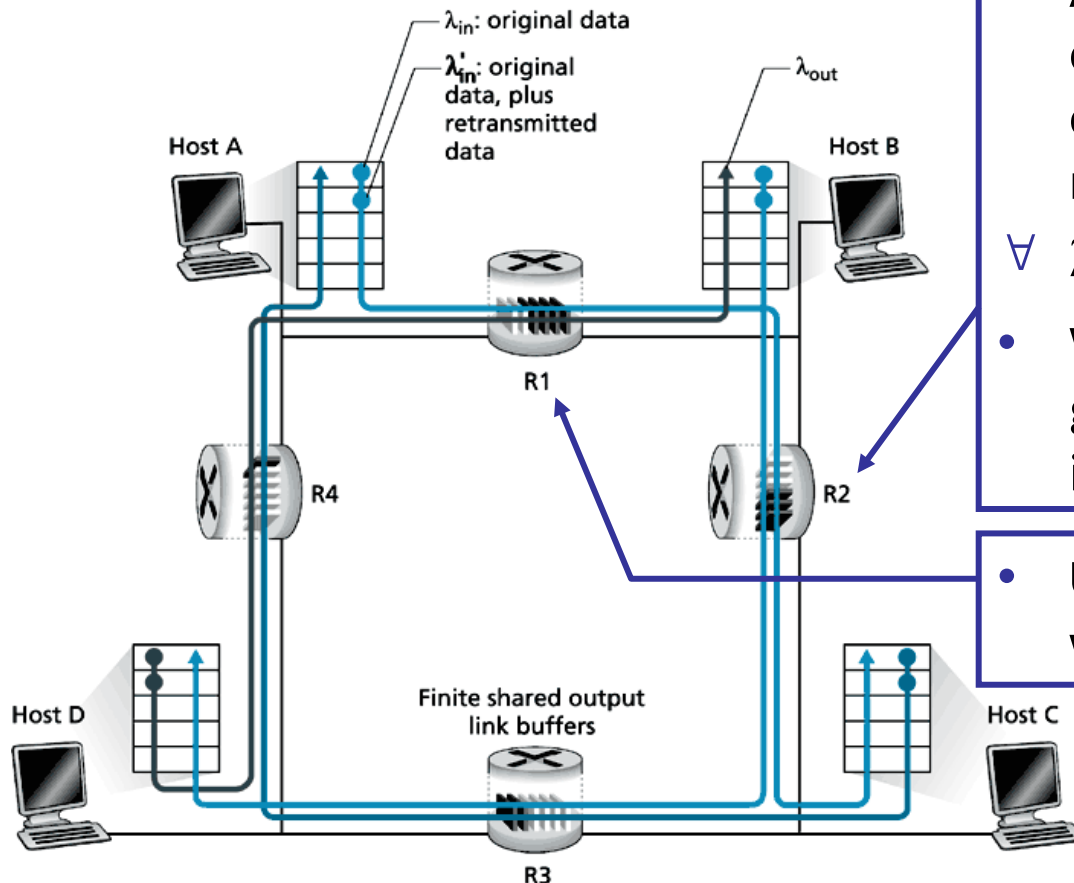 λin: original data
λ'in: original
data, plus
retransmitted
data
λout
Host A
Host B
R1
R4
R2
∀
•
•
Host D
Finite shared output
link buffers
Host C
R3